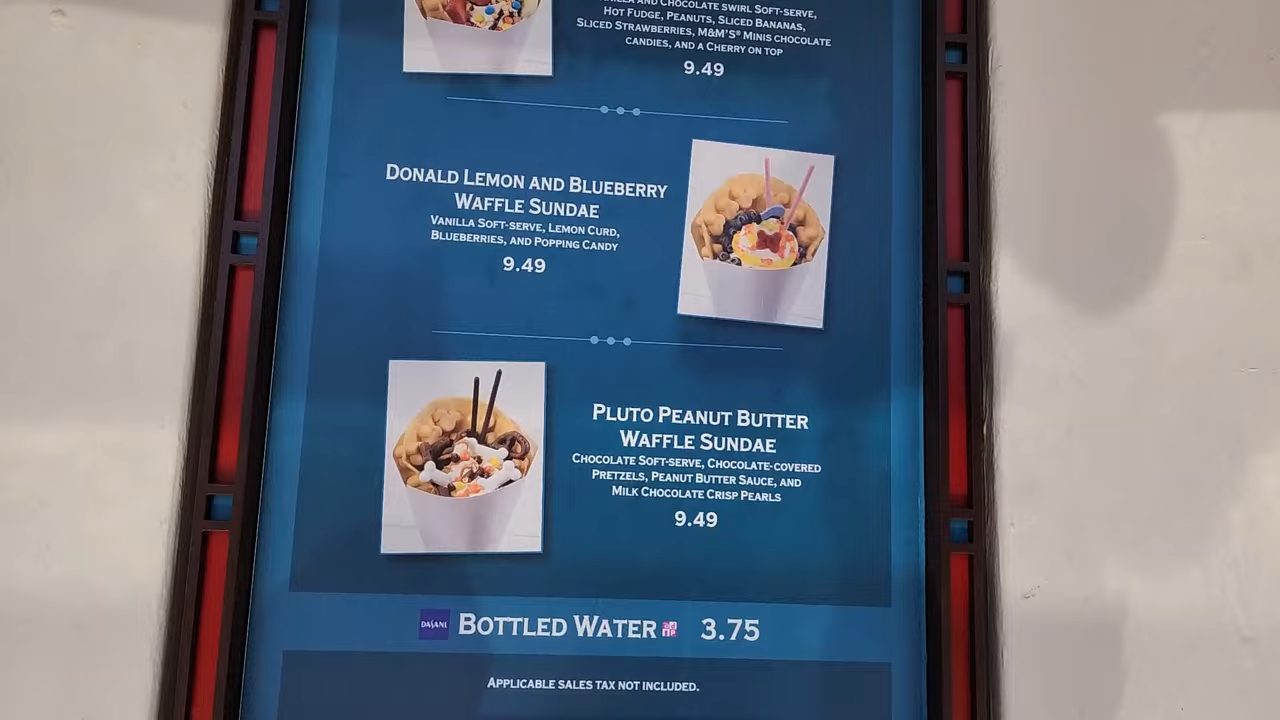 VANILLA AND CHOCOLATE SWIRL SOFT-SERVE,
HOT FUDGE, PEANUTS, SLICED BANANAS,
SLICED STRAWBERRIES, M&M'S® MINIS CHOCOLATE
CANDIES, AND A CHERRY ON TOP
9.49
DONALD LEMON AND BLUEBERRY
WAFFLE SUNDAE
VANILLA SOFT-SERVE, LEMON CURD,
BLUEBERRIES, AND POPPING CANDY
9.49
PLUTO PEANUT BUTTER
WAFFLE SUNDAE
CHOCOLATE SOFT-SERVE, CHOCOLATE-COVERED
PRETZELS, PEANUT BUTTER SAUCE, AND
MILK CHOCOLATE CRISP PEARLS
9.49
DASANI BOTTLED WATER 3.75
APPLICABLE SALES TAX NOT INCLUDED.